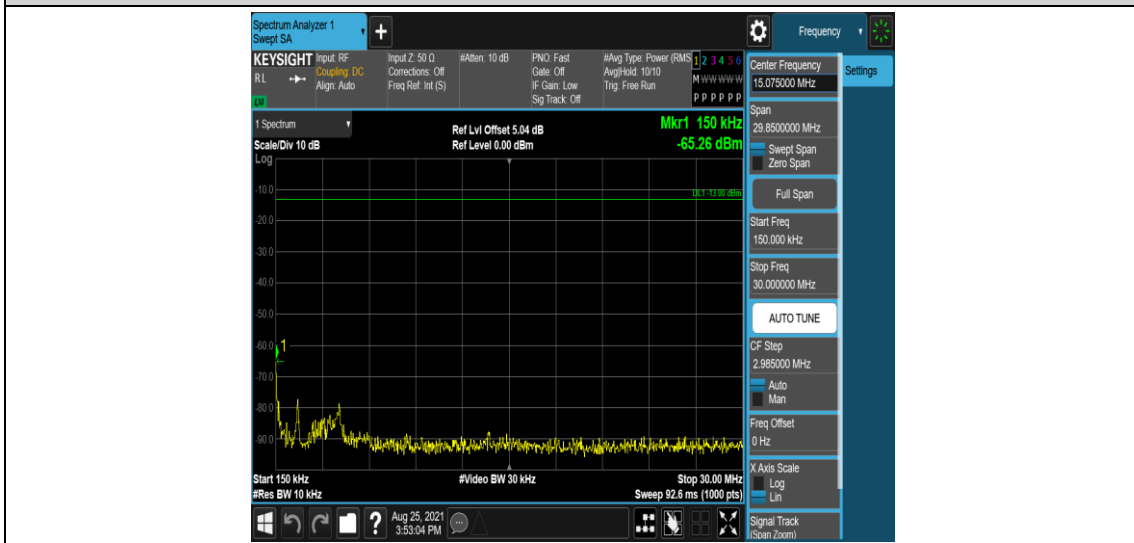 Spectrum Analyzer 1
Swept SA
+
Frequency
KEYSIGHT
RL
LXI
Input: RF
Coupling: DC
Align: Auto
Input Z: 50 Ω
Corrections: Off
Freq Ref: Int (S)
#Atten: 10 dB
PNO: Fast
Gate: Off
IF Gain: Low
Sig Track: Off
#Avg Type: Power (RMS
Avg|Hold: 10/10
Trig: Free Run
1 2 3 4 5 6
M W W W W W
P P P P P P
Center Frequency
15.075000 MHz
Settings
Span
29.8500000 MHz
Swept Span
Zero Span
Full Span
Start Freq
150.000 kHz
Stop Freq
30.000000 MHz
AUTO TUNE
CF Step
2.985000 MHz
Auto
Man
Freq Offset
0 Hz
X Axis Scale
Log
Lin
Signal Track
(Span Zoom)
1 Spectrum
Scale/Div 10 dB
Ref Lvl Offset 5.04 dB
Ref Level 0.00 dBm
Mkr1 150 kHz
-65.26 dBm
Log
DL1 -13.00 dBm
-10.0
-20.0
-30.0
-40.0
-50.0
-60.0
1
-70.0
-80.0
-90.0
Start 150 kHz
#Video BW 30 kHz
Stop 30.00 MHz
#Res BW 10 kHz
Sweep 92.6 ms (1000 pts)
?
Aug 25, 2021
3:53:04 PM